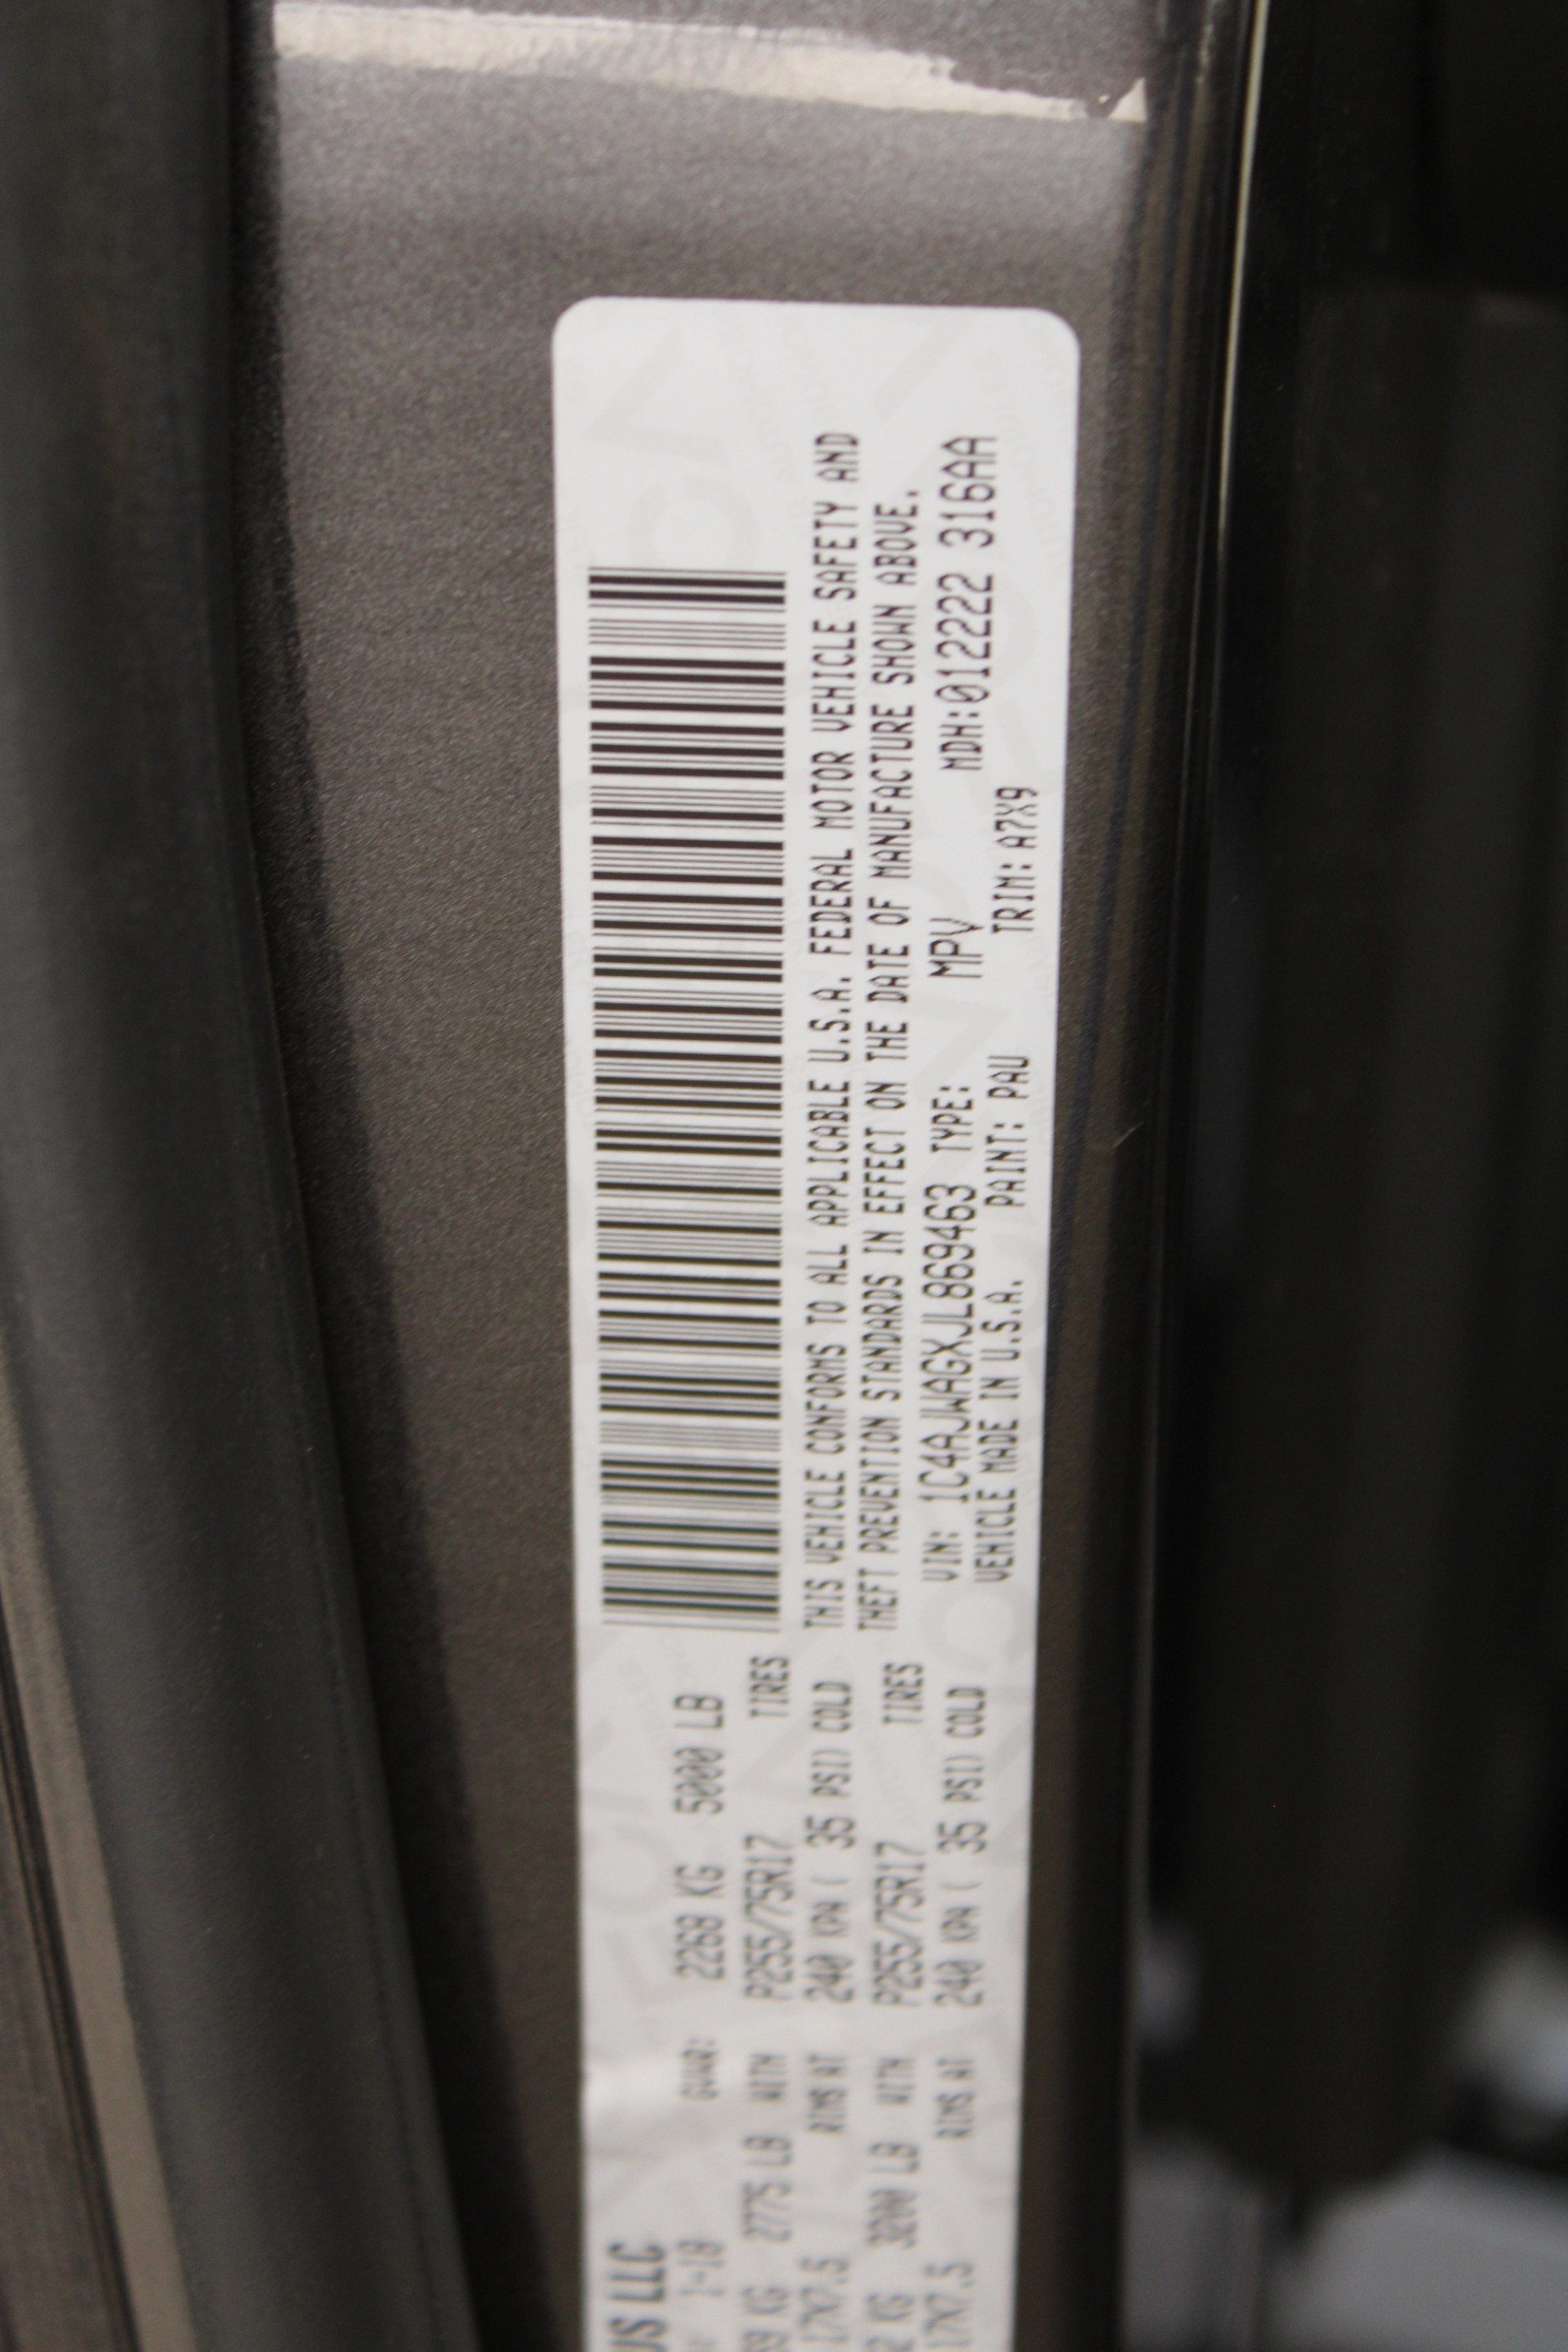 US LLC
1-18 GVWR: 2268 KG 5000 LB
KG 2775 LB WITH P255/75R17 TIRES
17X7.5 RIMS AT 240 KPA ( 35 PSI) COLD
KG 3200 LB WITH P255/75R17 TIRES
17X7.5 RIMS AT 240 KPA ( 35 PSI) COLD
THIS VEHICLE CONFORMS TO ALL APPLICABLE U.S.A. FEDERAL MOTOR VEHICLE SAFETY AND
THEFT PREVENTION STANDARDS IN EFFECT ON THE DATE OF MANUFACTURE SHOWN ABOVE.
VIN: 1C4AJWAGXJL869463 TYPE: MPV MDH:012222 316AA
VEHICLE MADE IN U.S.A. PAINT: PAU TRIM: A7X9